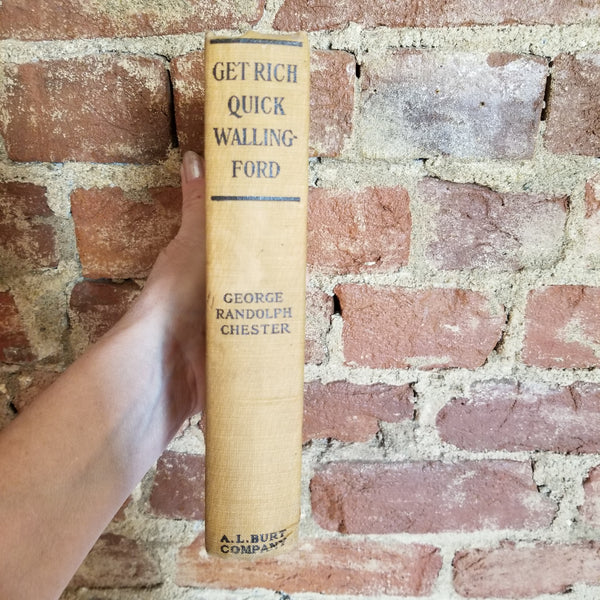 GET RICH
QUICK
WALLING-
FORD
GEORGE
RANDOLPH
CHESTER
A. L. BURT
COMPANY